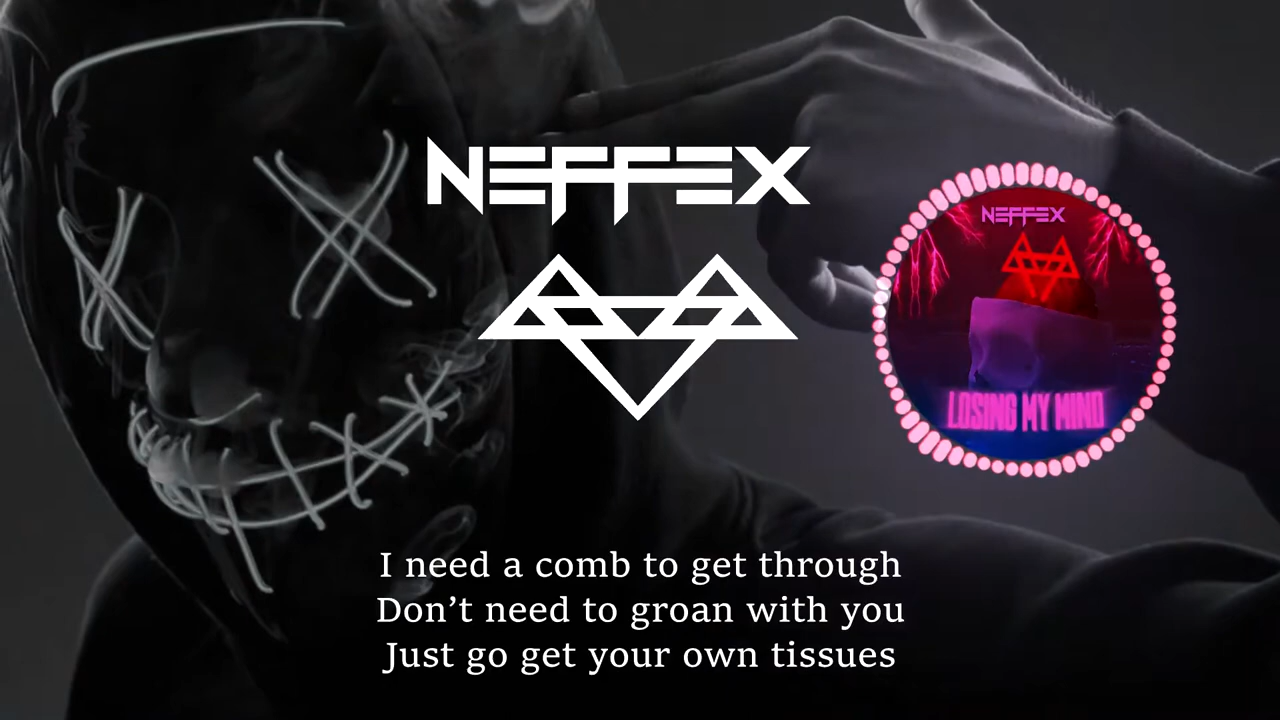 NEFFEX
NEFFEX
LOSING MY MIND
I need a comb to get through
Don’t need to groan with you
Just go get your own tissues